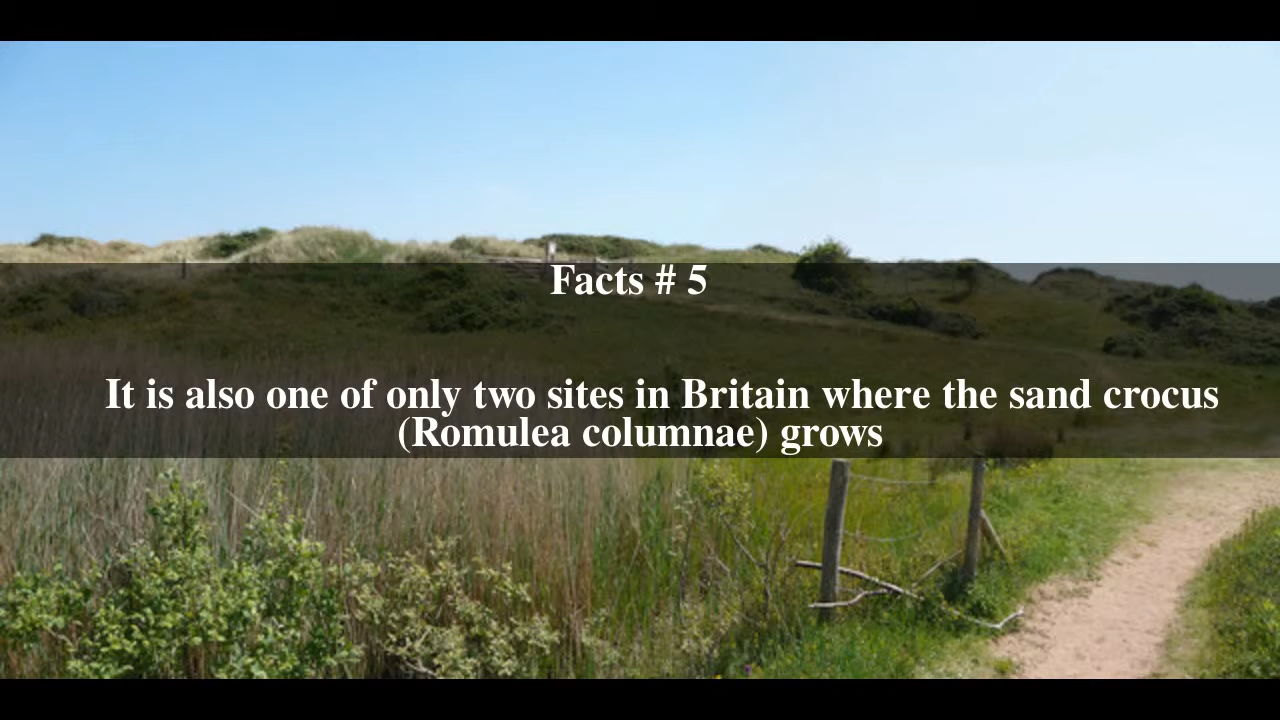 Facts # 5
It is also one of only two sites in Britain where the sand crocus
(Romulea columnae) grows